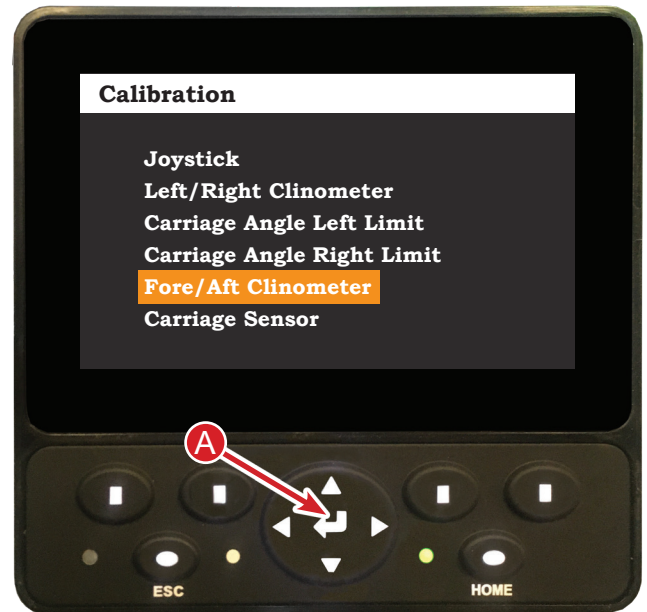 Calibration
Joystick
Left/Right Clinometer
Carriage Angle Left Limit
Carriage Angle Right Limit
Fore/Aft Clinometer
Carriage Sensor
A
ESC
HOME